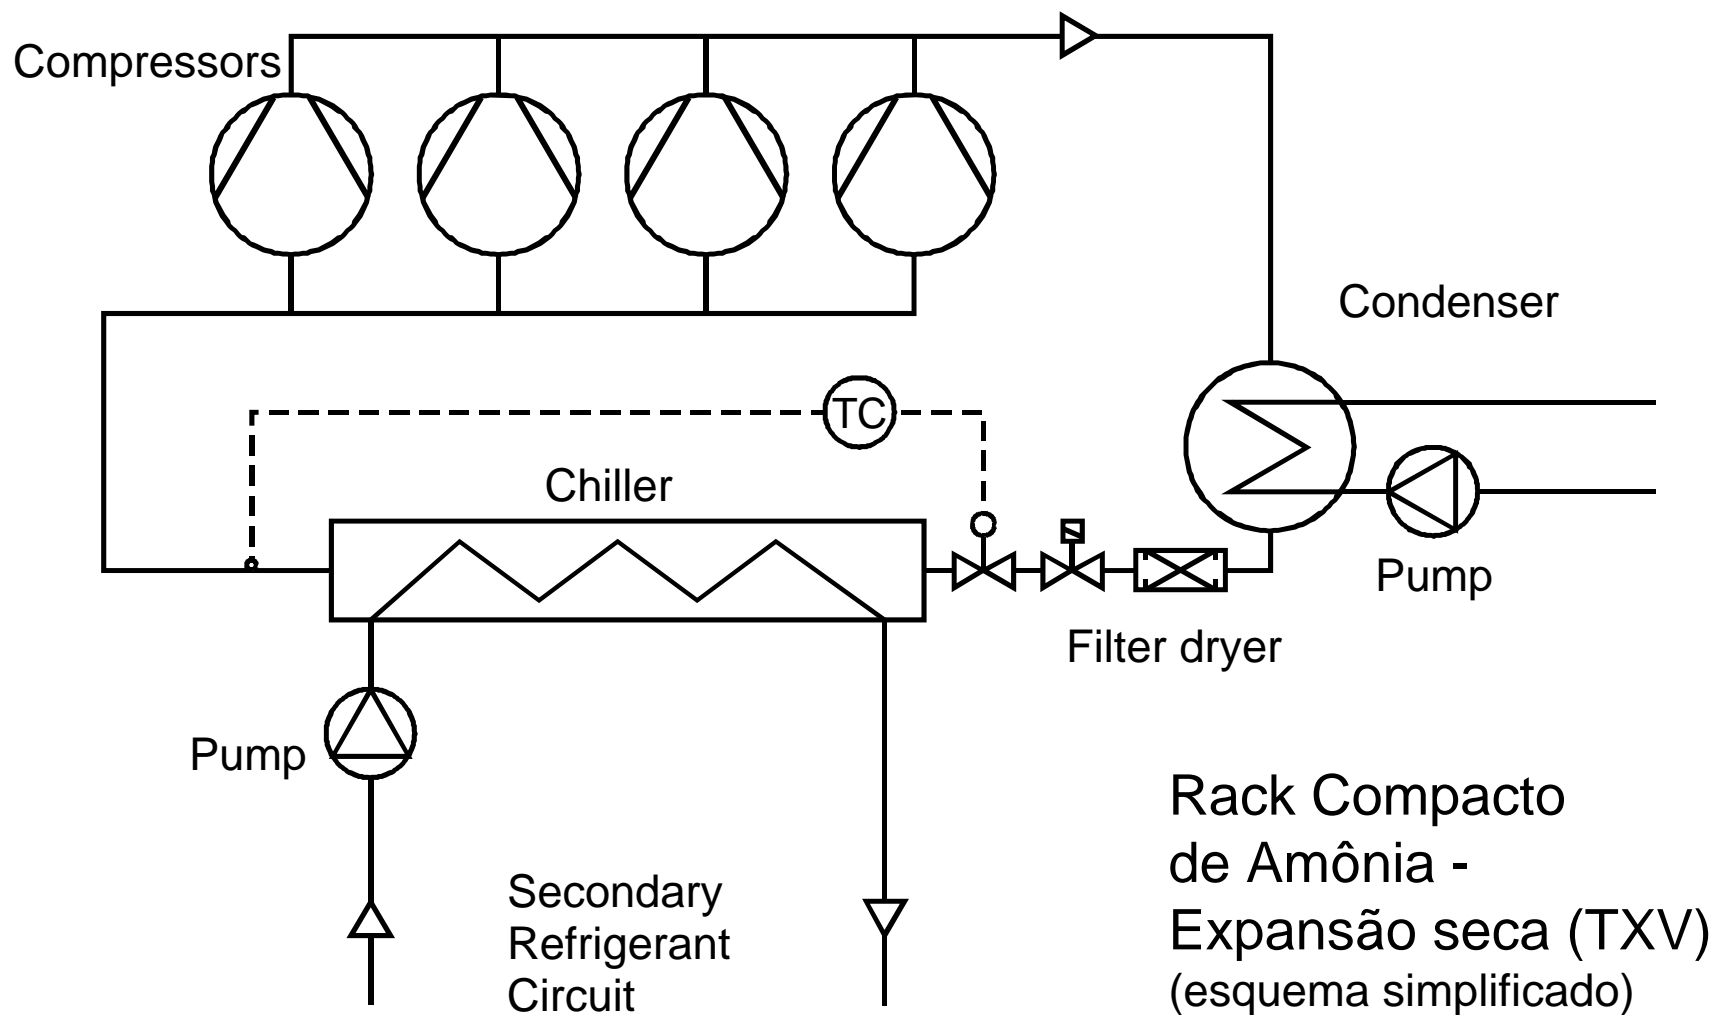 Compressors
Condenser
TC
Chiller
Pump
Filter dryer
Pump
Secondary
Refrigerant
Circuit
Rack Compacto
de Amônia -
Expansão seca (TXV)
(esquema simplificado)